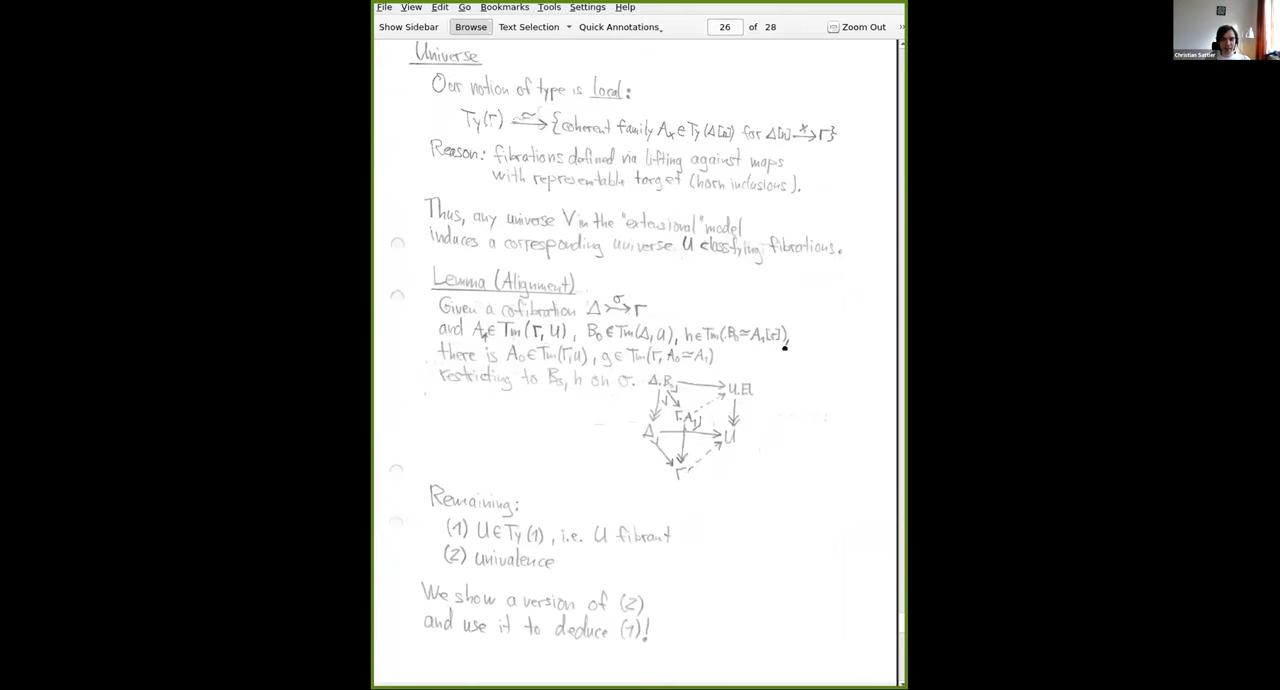 File View Edit Go Bookmarks Tools Settings Help
Show Sidebar Browse Text Selection Quick Annotations 26 of 28 Zoom Out »
Christian Sattler
Universe
Our notion of type is local:
Ty(Γ) ≃→ {coherent family Aₓ ∈ Ty(Δ[n]) for Δ[n] –x→ Γ}
Reason: fibrations defined via lifting against maps
with representable target (horn inclusions).
Thus, any universe V in the "extensional" model
induces a corresponding universe U classifying fibrations.
Lemma (Alignment)
Given a cofibration Δ ↣σ Γ
and A₁ ∈ Tm(Γ, U), B₀ ∈ Tm(Δ, U), h ∈ Tm(Δ, B₀ ≃ A₁[σ]),
there is A₀ ∈ Tm(Γ, U), g ∈ Tm(Γ, A₀ ≃ A₁)
restricting to B₀, h on σ.
Δ.B₀ U.El
Γ.A₁
Δ U
Γ
Remaining:
(1) U ∈ Ty(1), i.e. U fibrant
(2) univalence
We show a version of (2)
and use it to deduce (1)!